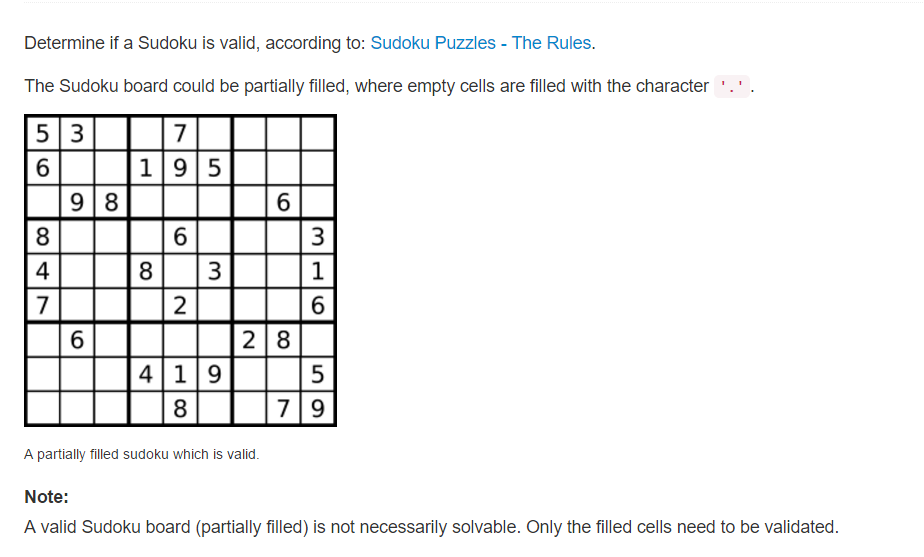 Determine if a Sudoku is valid, according to: Sudoku Puzzles - The Rules.
The Sudoku board could be partially filled, where empty cells are filled with the character '.'.
5 3 7
6 1 9 5
9 8 6
8 6 3
4 8 3 1
7 2 6
6 2 8
4 1 9 5
8 7 9
A partially filled sudoku which is valid.
Note:
A valid Sudoku board (partially filled) is not necessarily solvable. Only the filled cells need to be validated.